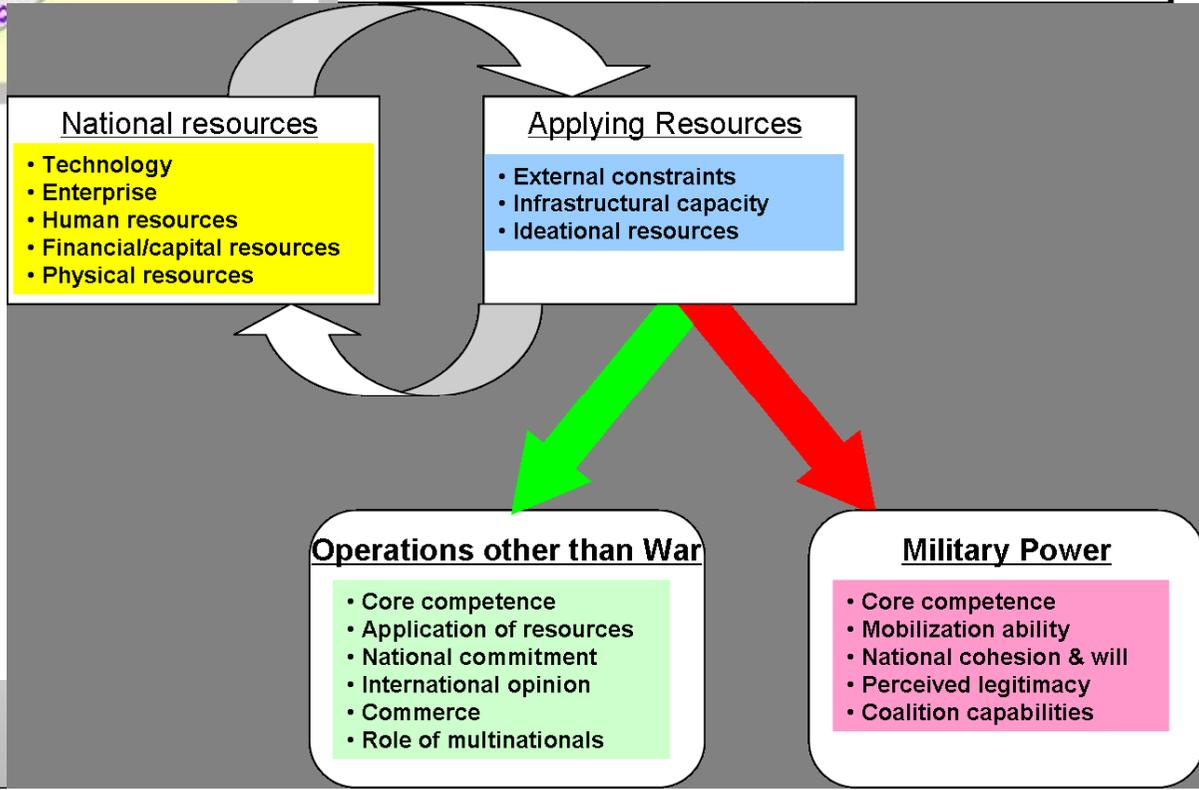 National resources
• Technology
• Enterprise
• Human resources
• Financial/capital resources
• Physical resources
Applying Resources
• External constraints
• Infrastructural capacity
• Ideational resources
Operations other than War
• Core competence
• Application of resources
• National commitment
• International opinion
• Commerce
• Role of multinationals
Military Power
• Core competence
• Mobilization ability
• National cohesion & will
• Perceived legitimacy
• Coalition capabilities